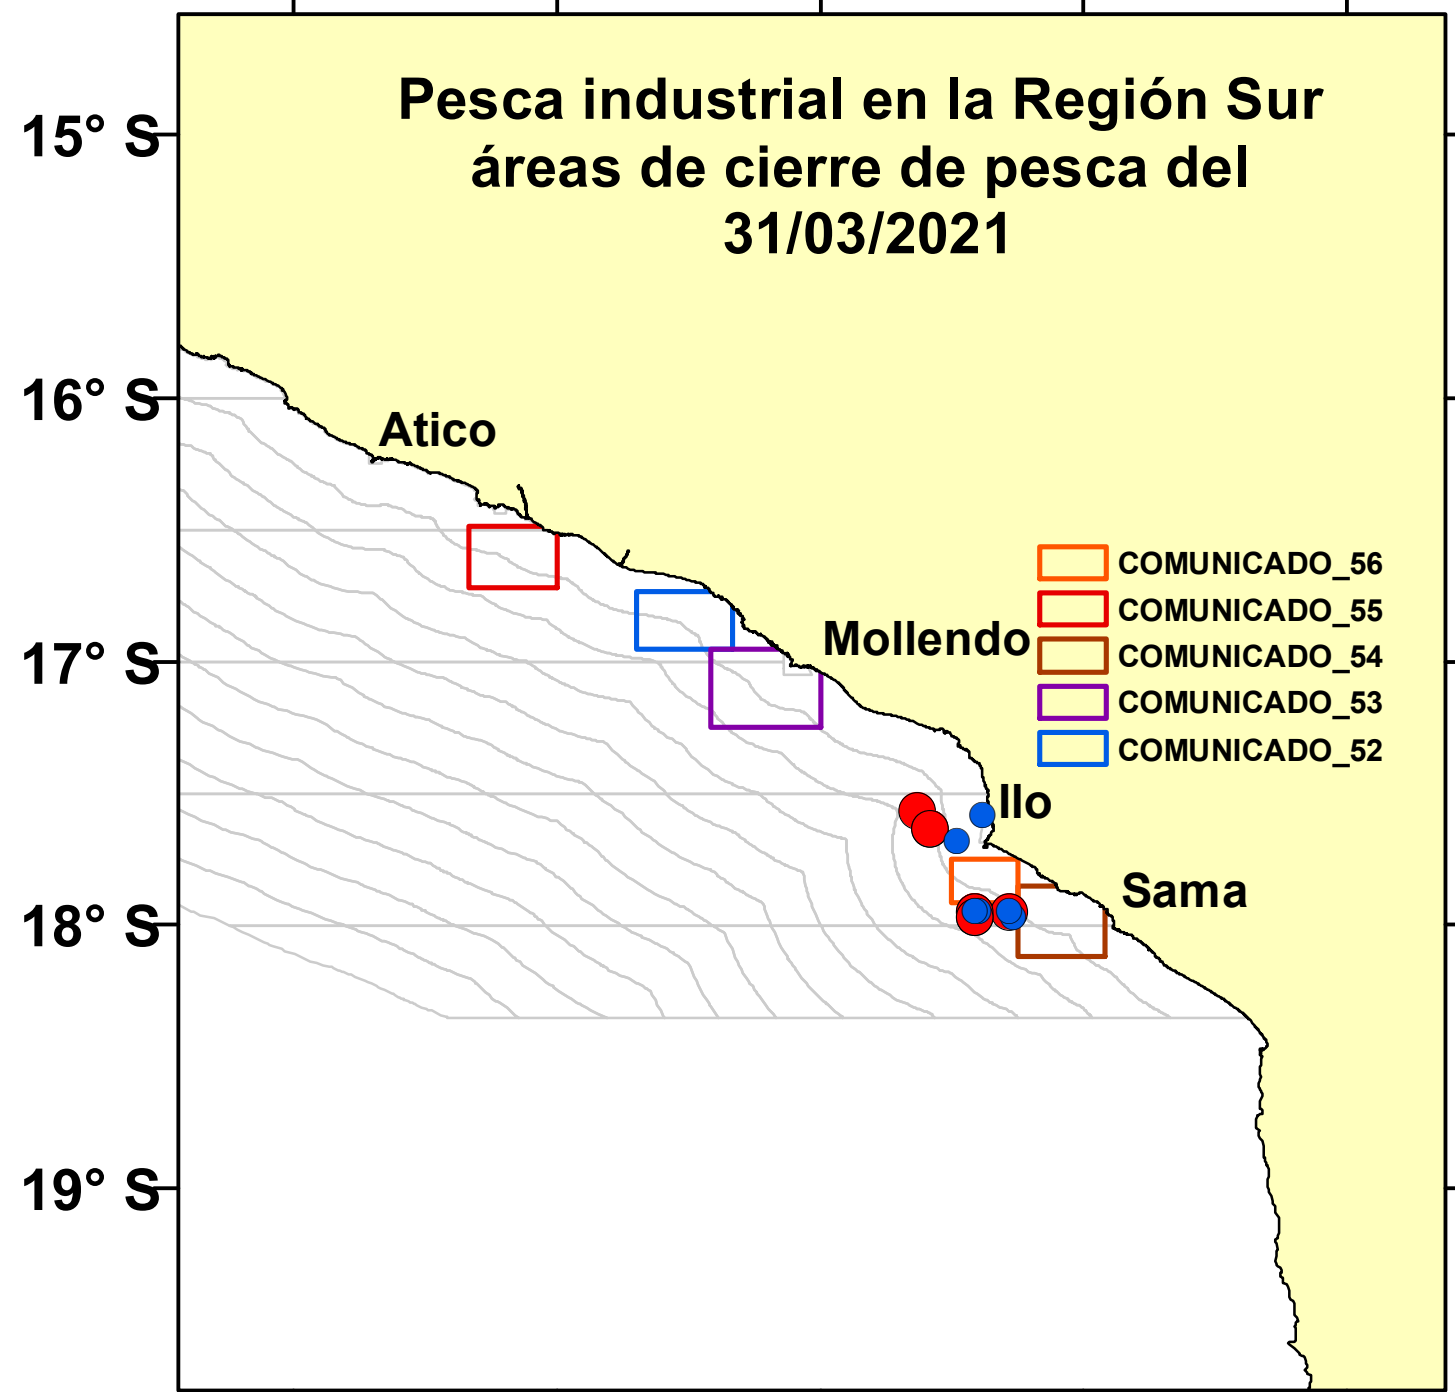 Pesca industrial en la Región Sur
áreas de cierre de pesca del
31/03/2021
15° S
16° S
Atico
COMUNICADO_56
COMUNICADO_55
Mollendo
17° S
COMUNICADO_54
COMUNICADO_53
COMUNICADO_52
Ilo
Sama
18° S
19° S